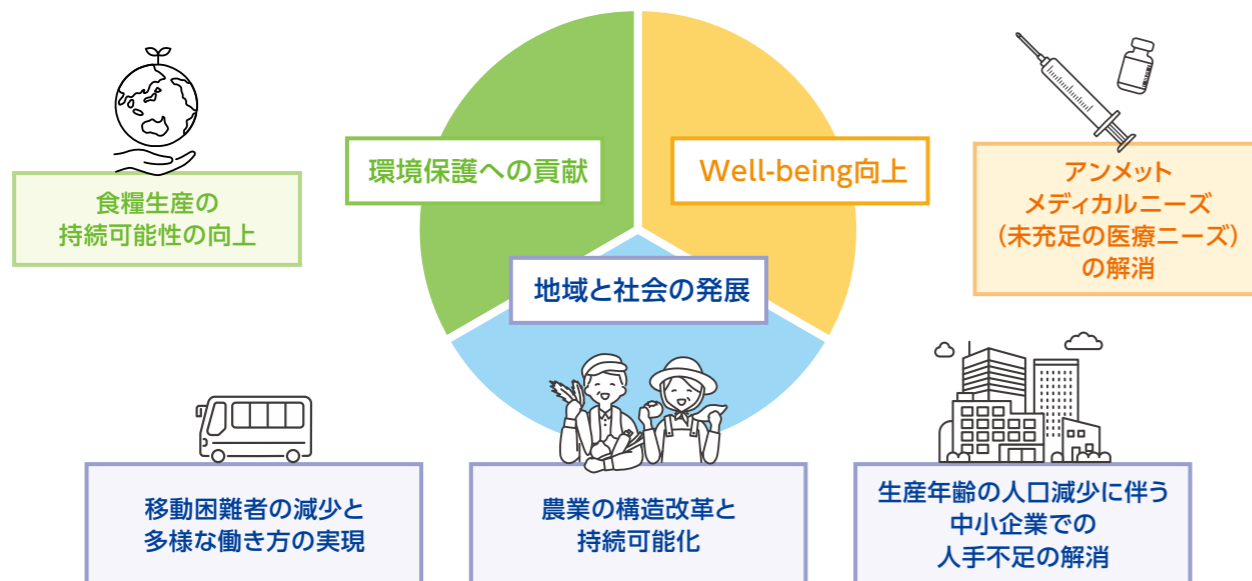 環境保護への貢献
Well-being向上
地域と社会の発展
食糧生産の
持続可能性の向上
アンメット
メディカルニーズ
(未充足の医療ニーズ)
の解消
移動困難者の減少と
多様な働き方の実現
農業の構造改革と
持続可能化
生産年齢の人口減少に伴う
中小企業での
人手不足の解消